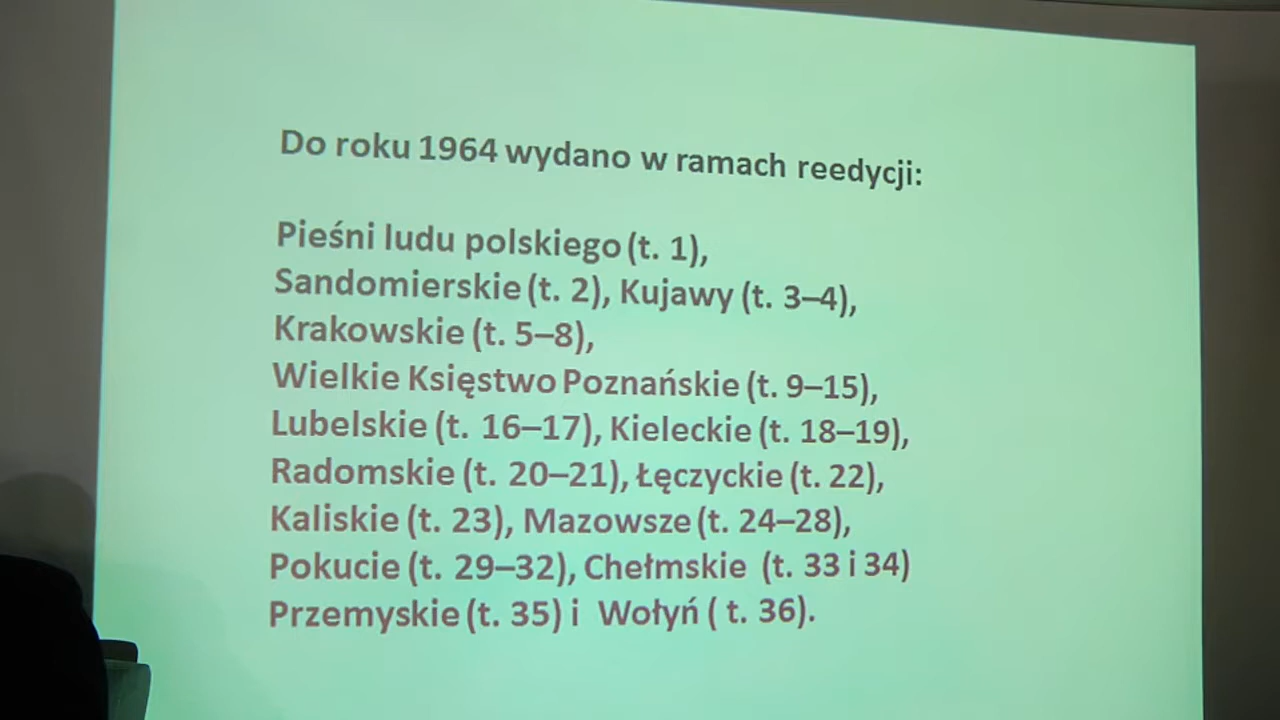 Do roku 1964 wydano w ramach reedycji:
Pieśni ludu polskiego (t. 1),
Sandomierskie (t. 2), Kujawy (t. 3–4),
Krakowskie (t. 5–8),
Wielkie Księstwo Poznańskie (t. 9–15),
Lubelskie (t. 16–17), Kieleckie (t. 18–19),
Radomskie (t. 20–21), Łęczyckie (t. 22),
Kaliskie (t. 23), Mazowsze (t. 24–28),
Pokucie (t. 29–32), Chełmskie (t. 33 i 34)
Przemyskie (t. 35) i Wołyń ( t. 36).